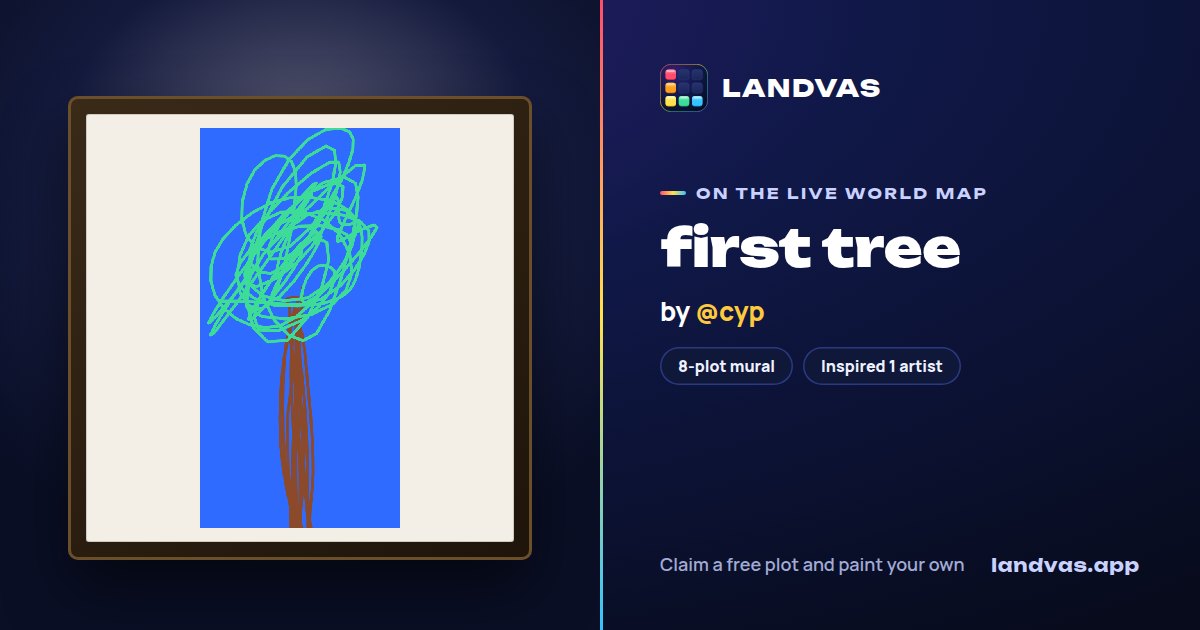 LANDVAS
ON THE LIVE WORLD MAP
first tree
by @cyp
8-plot mural
Inspired 1 artist
Claim a free plot and paint your own
landvas.app